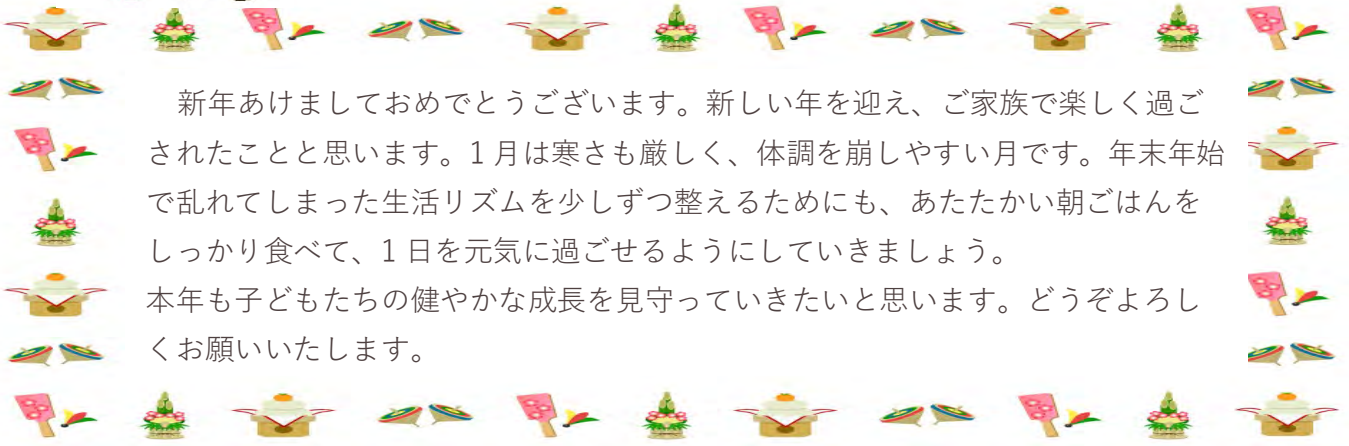 新年あけましておめでとうございます。新しい年を迎え、ご家族で楽しく過ご
されたことと思います。1月は寒さも厳しく、体調を崩しやすい月です。年末年始
で乱れてしまった生活リズムを少しずつ整えるためにも、あたたかい朝ごはんを
しっかり食べて、1日を元気に過ごせるようにしていきましょう。
本年も子どもたちの健やかな成長を見守っていきたいと思います。どうぞよろし
くお願いいたします。